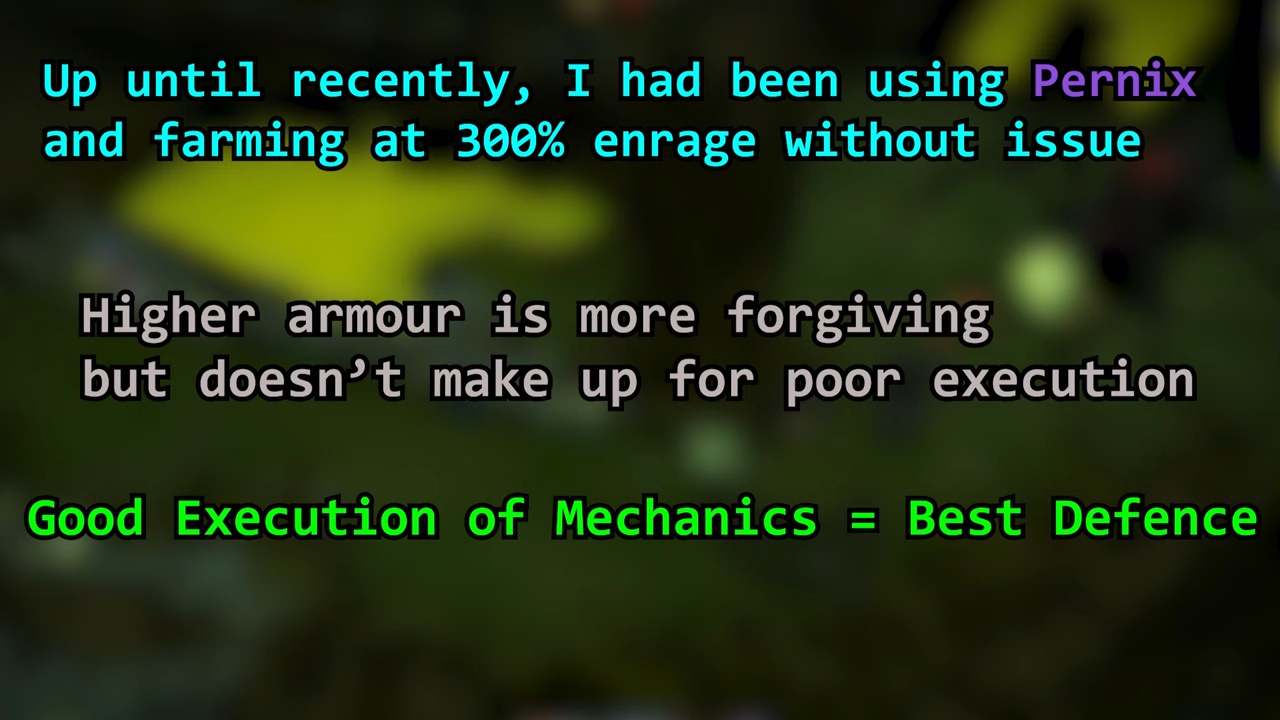 Up until recently, I had been using Pernix
and farming at 300% enrage without issue
Higher armour is more forgiving
but doesn’t make up for poor execution
Good Execution of Mechanics = Best Defence